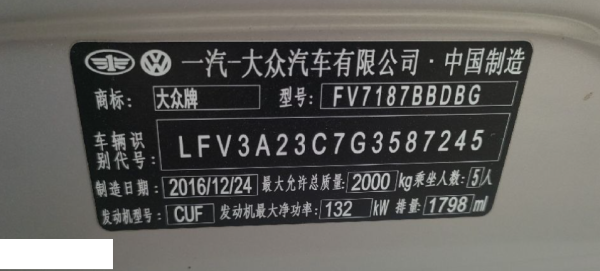 一汽-大众汽车有限公司·中国制造
商标: 大众牌 型号: FV7187BBDBG
车辆识别代号: LFV3A23C7G3587245
制造日期: 2016/12/24 最大允许总质量: 2000 kg 乘坐人数: 5 人
发动机型号: CUF 发动机最大净功率: 132 kW 排量: 1798 ml